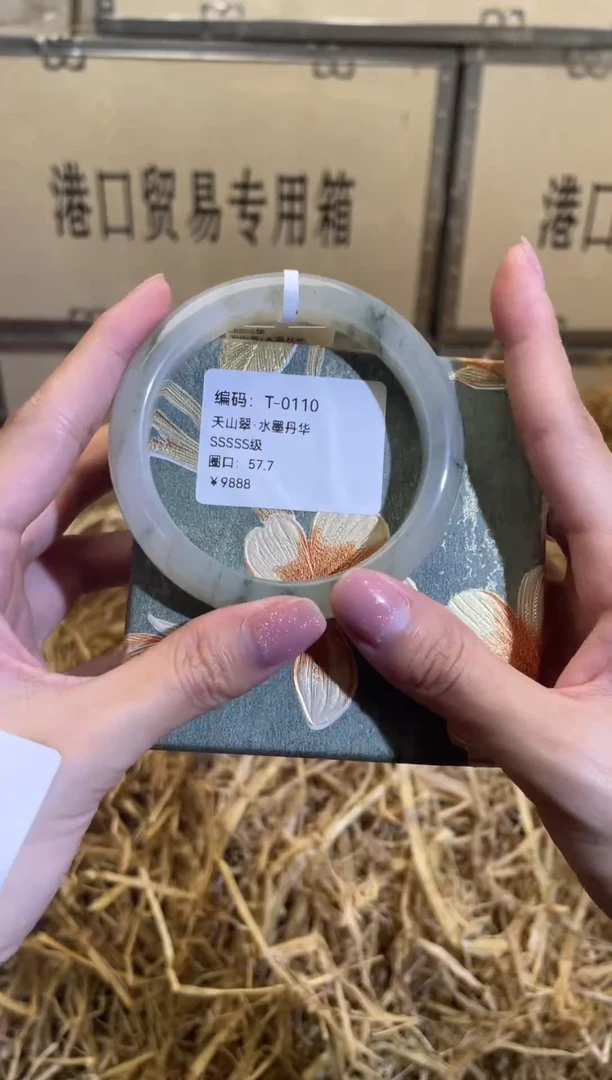 港口贸易专用箱
港口
编码：T-0110
天山翠·水墨丹华
SSSSS级
圈口：57.7
￥9888